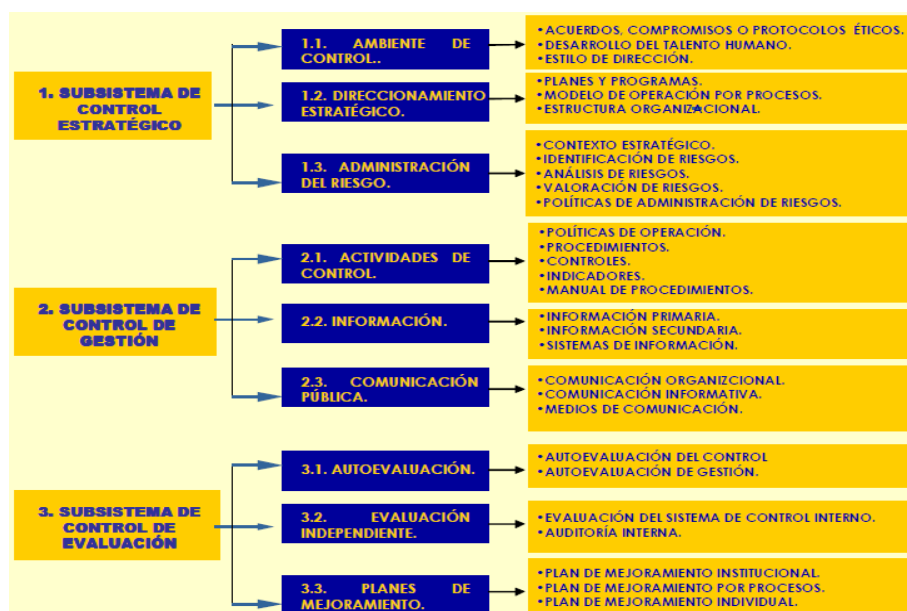 1. SUBSISTEMA DE
CONTROL
ESTRATÉGICO
1.1. AMBIENTE DE
CONTROL..
•ACUERDOS, COMPROMISOS O PROTOCOLOS ÉTICOS.
•DESARROLLO DEL TALENTO HUMANO.
•ESTILO DE DIRECCIÓN.
1.2. DIRECCIONAMIENTO
ESTRATÉGICO.
•PLANES Y PROGRAMAS.
•MODELO DE OPERACIÓN POR PROCESOS.
•ESTRUCTURA ORGANIZACIONAL.
1.3. ADMINISTRACIÓN
DEL RIESGO.
•CONTEXTO ESTRATÉGICO.
•IDENTIFICACIÓN DE RIESGOS.
•ANÁLISIS DE RIESGOS.
•VALORACIÓN DE RIESGOS.
•POLÍTICAS DE ADMINISTRACIÓN DE RIESGOS.
2. SUBSISTEMA DE
CONTROL DE
GESTIÓN
2.1. ACTIVIDADES DE
CONTROL.
•POLÍTICAS DE OPERACIÓN.
•PROCEDIMIENTOS.
•CONTROLES.
•INDICADORES.
•MANUAL DE PROCEDIMIENTOS.
2.2. INFORMACIÓN.
•INFORMACIÓN PRIMARIA.
•INFORMACIÓN SECUNDARIA.
•SISTEMAS DE INFORMACIÓN.
2.3. COMUNICACIÓN
PÚBLICA.
•COMUNICACIÓN ORGANIZCIONAL.
•COMUNICACIÓN INFORMATIVA.
•MEDIOS DE COMUNICACIÓN.
3. SUBSISTEMA DE
CONTROL DE
EVALUACIÓN
3.1. AUTOEVALUACIÓN.
•AUTOEVALUACIÓN DEL CONTROL
•AUTOEVALUACIÓN DE GESTIÓN.
3.2. EVALUACIÓN
INDEPENDIENTE.
•EVALUACIÓN DEL SISTEMA DE CONTROL INTERNO.
•AUDITORÍA INTERNA.
3.3. PLANES DE
MEJORAMIENTO.
•PLAN DE MEJORAMIENTO INSTITUCIONAL.
•PLAN DE MEJORAMIENTO POR PROCESOS.
•PLAN DE MEJORAMIENTO INDIVIDUAL.